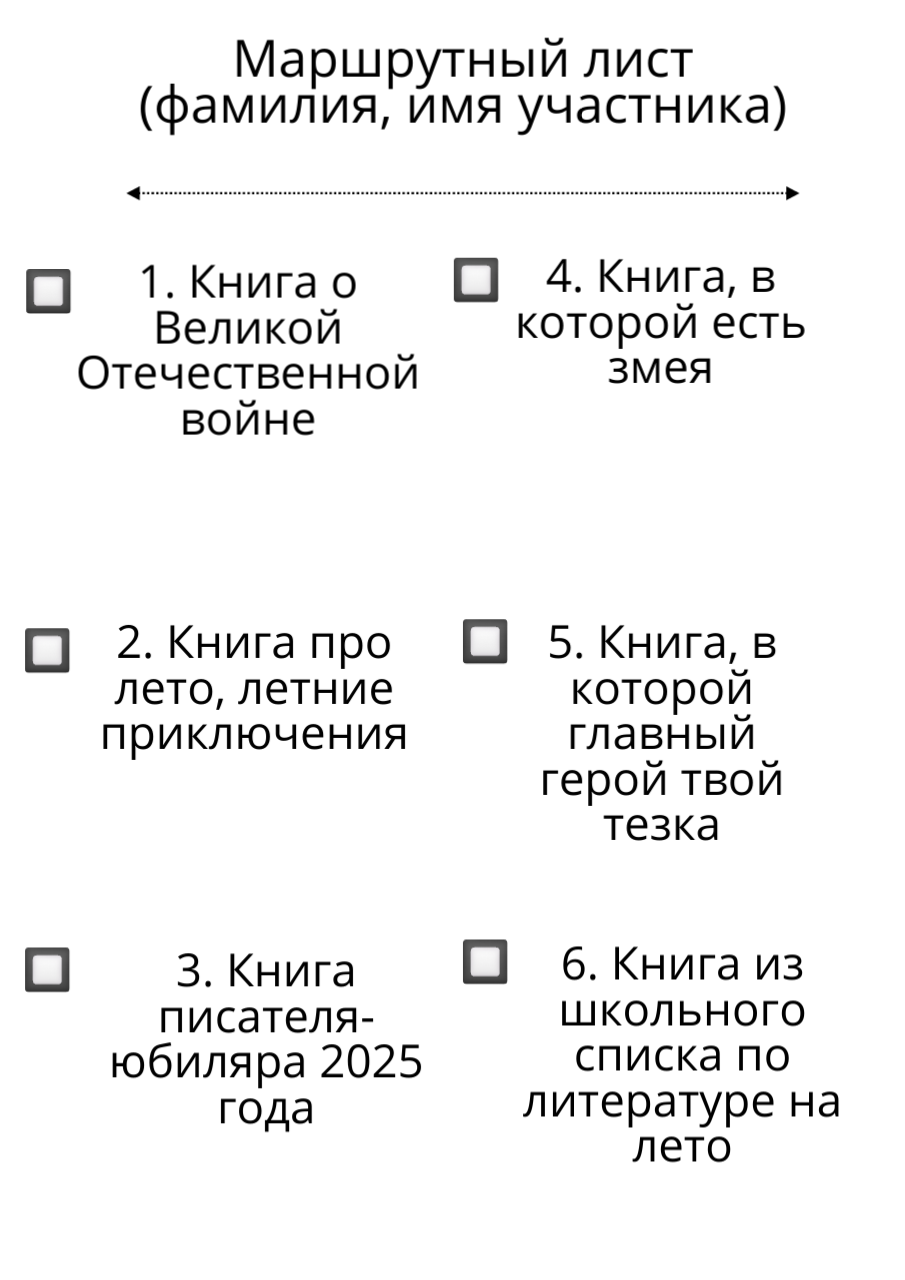 Маршрутный лист
(фамилия, имя участника)
1. Книга о
Великой
Отечественной
войне
2. Книга про
лето, летние
приключения
3. Книга
писателя-
юбиляра 2025
года
4. Книга, в
которой есть
змея
5. Книга, в
которой
главный
герой твой
тезка
6. Книга из
школьного
списка по
литературе на
лето